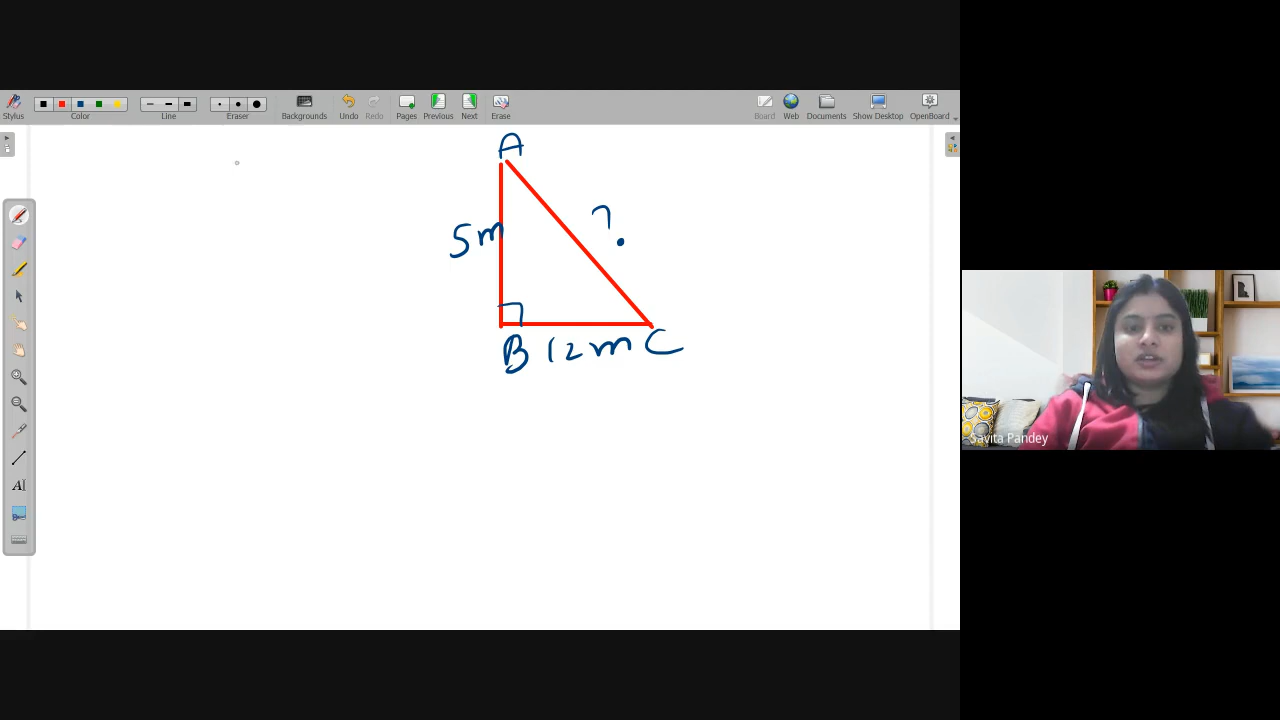 Stylus
Color
Line
Eraser
Backgrounds
Undo
Redo
Pages
Previous
Next
Erase
Board
Web
Documents
Show Desktop
OpenBoard
A
5m
?
B 12m C
Savita Pandey